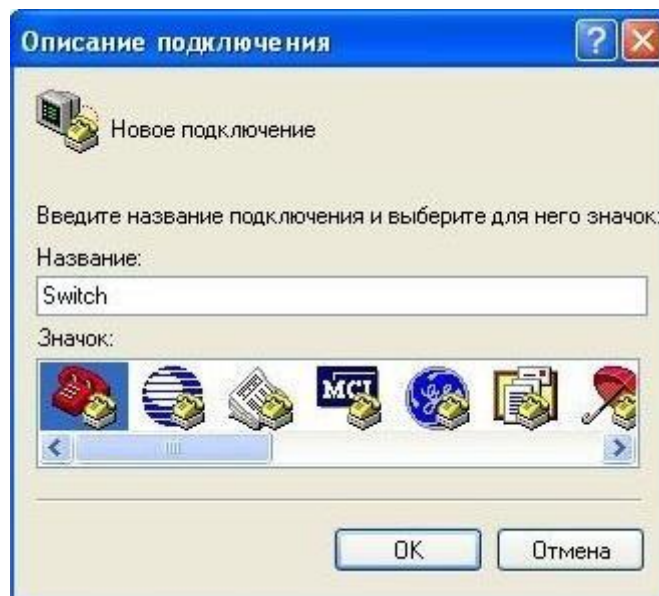 Описание подключения
Новое подключение
Введите название подключения и выберите для него значок:
Название:
Switch
Значок:
MCI
OK
Отмена